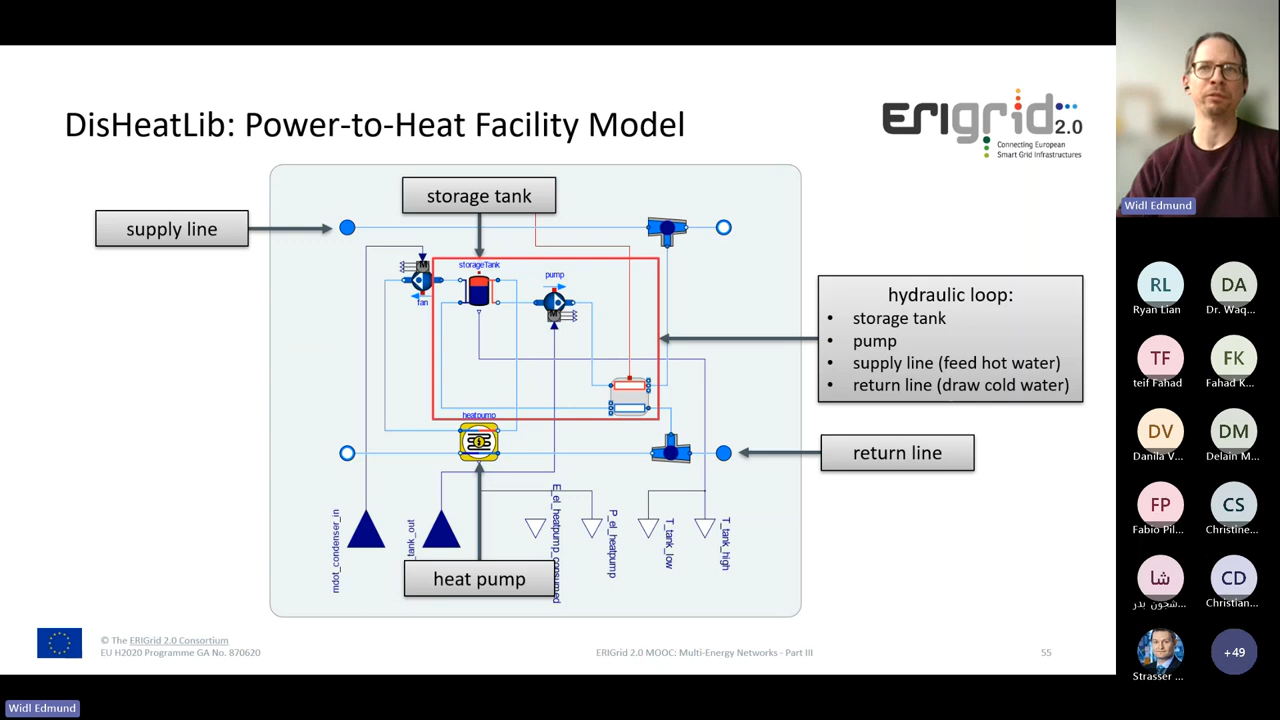 DisHeatLib: Power-to-Heat Facility Model
ERIgrid 2.0
Connecting European
Smart Grid Infrastructures
storage tank
supply line
storageTank
pump
fan
M
M
hydraulic loop:
• storage tank
• pump
• supply line (feed hot water)
• return line (draw cold water)
heatpump
return line
mdot_condenser_in
_tank_out
E_el_heatpump_consumed
P_el_heatpump
T_tank_low
T_tank_high
heat pump
© The ERIGrid 2.0 Consortium
EU H2020 Programme GA No. 870620
ERIGrid 2.0 MOOC: Multi-Energy Networks - Part III
55
Widl Edmund
Widl Edmund
RL
DA
Ryan Lian
Dr. Waq...
TF
FK
teif Fahad
Fahad K...
DV
DM
Danila V...
Delain M...
FP
CS
Fabio Pil...
Christine...
شا
CD
شجون بدر...
Christian...
+49
Strasser ...